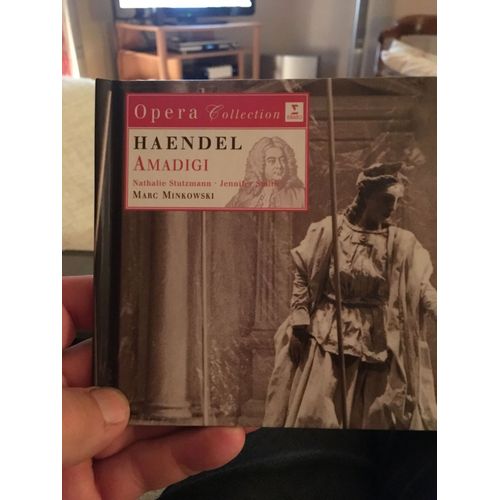 Opera Collection
HAENDEL
AMADIGI
Nathalie Stutzmann · Jennifer Smith
MARC MINKOWSKI